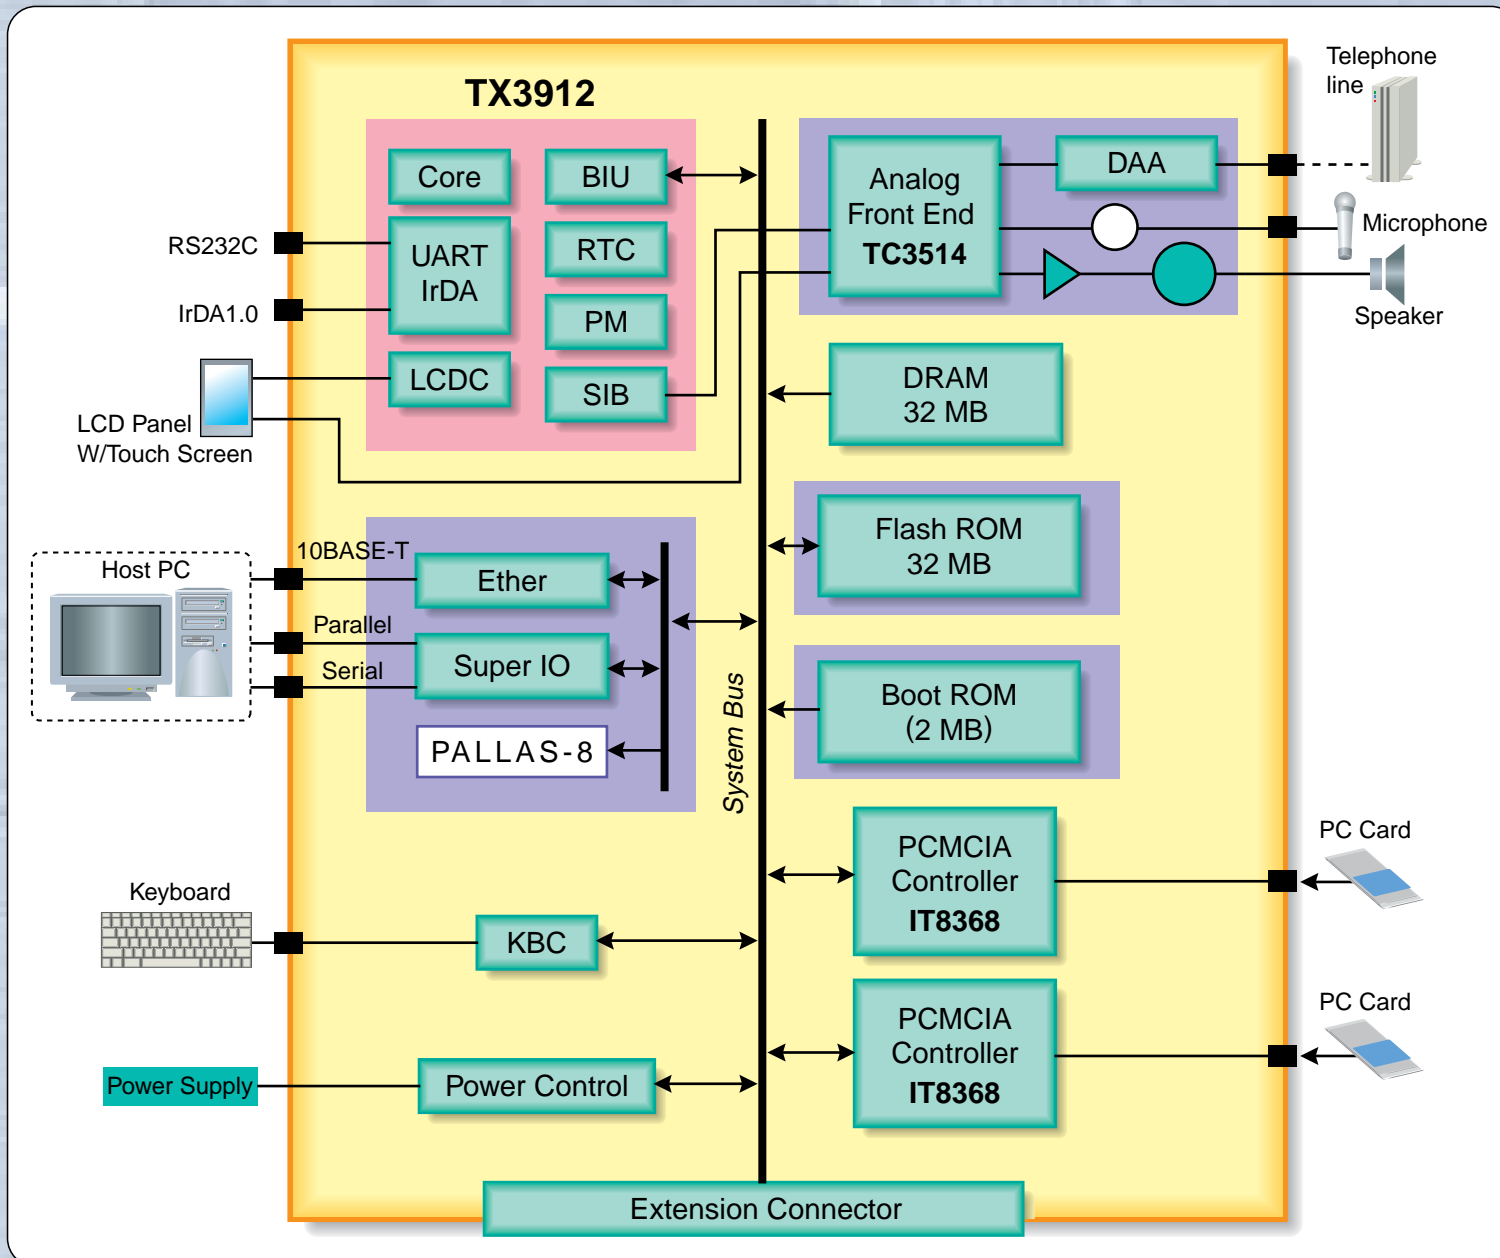 TX3912
Core
BIU
UART
IrDA
RTC
PM
LCDC
SIB
RS232C
IrDA1.0
LCD Panel
W/Touch Screen
Analog
Front End
TC3514
DAA
Telephone
line
Microphone
Speaker
DRAM
32 MB
Flash ROM
32 MB
Boot ROM
(2 MB)
System Bus
Host PC
10BASE-T
Parallel
Serial
Ether
Super IO
PALLAS-8
PCMCIA
Controller
IT8368
PC Card
Keyboard
KBC
PCMCIA
Controller
IT8368
PC Card
Power Supply
Power Control
Extension Connector